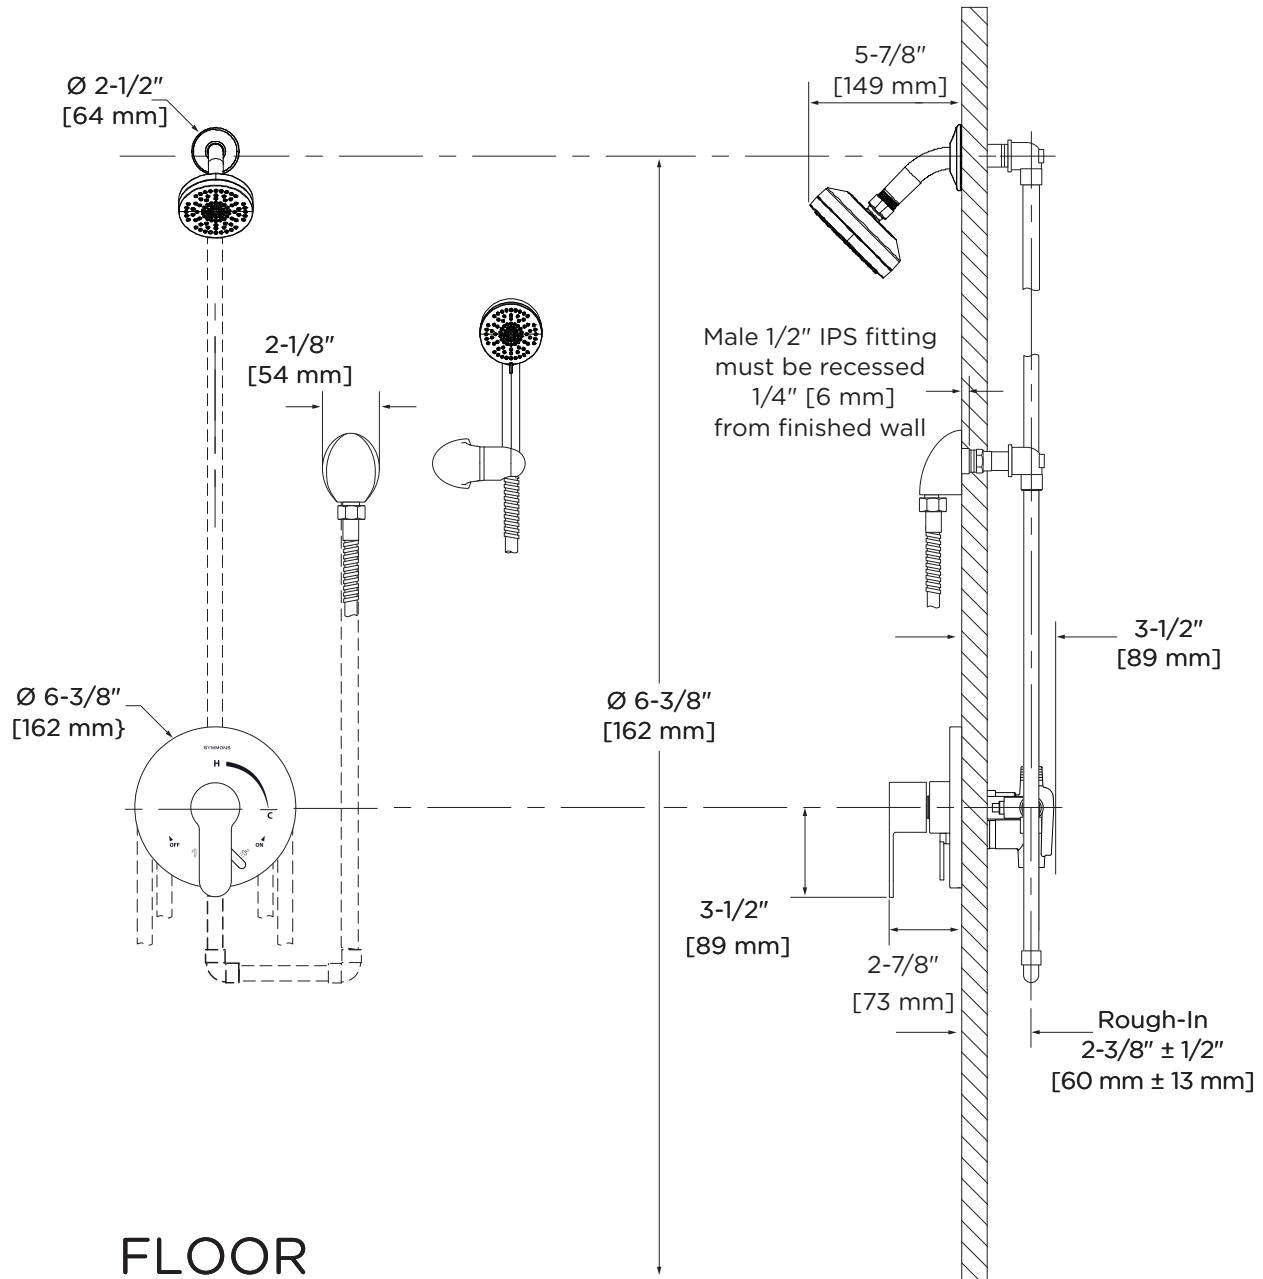 5-7/8"
[149 mm]
Ø 2-1/2"
[64 mm]
Male 1/2" IPS fitting
must be recessed
1/4" [6 mm]
from finished wall
2-1/8"
[54 mm]
3-1/2"
[89 mm]
Ø 6-3/8"
[162 mm}
Ø 6-3/8"
[162 mm]
SYMMONS
H
C
OFF
ON
3-1/2"
[89 mm]
2-7/8"
[73 mm]
Rough-In
2-3/8" ± 1/2"
[60 mm ± 13 mm]
FLOOR